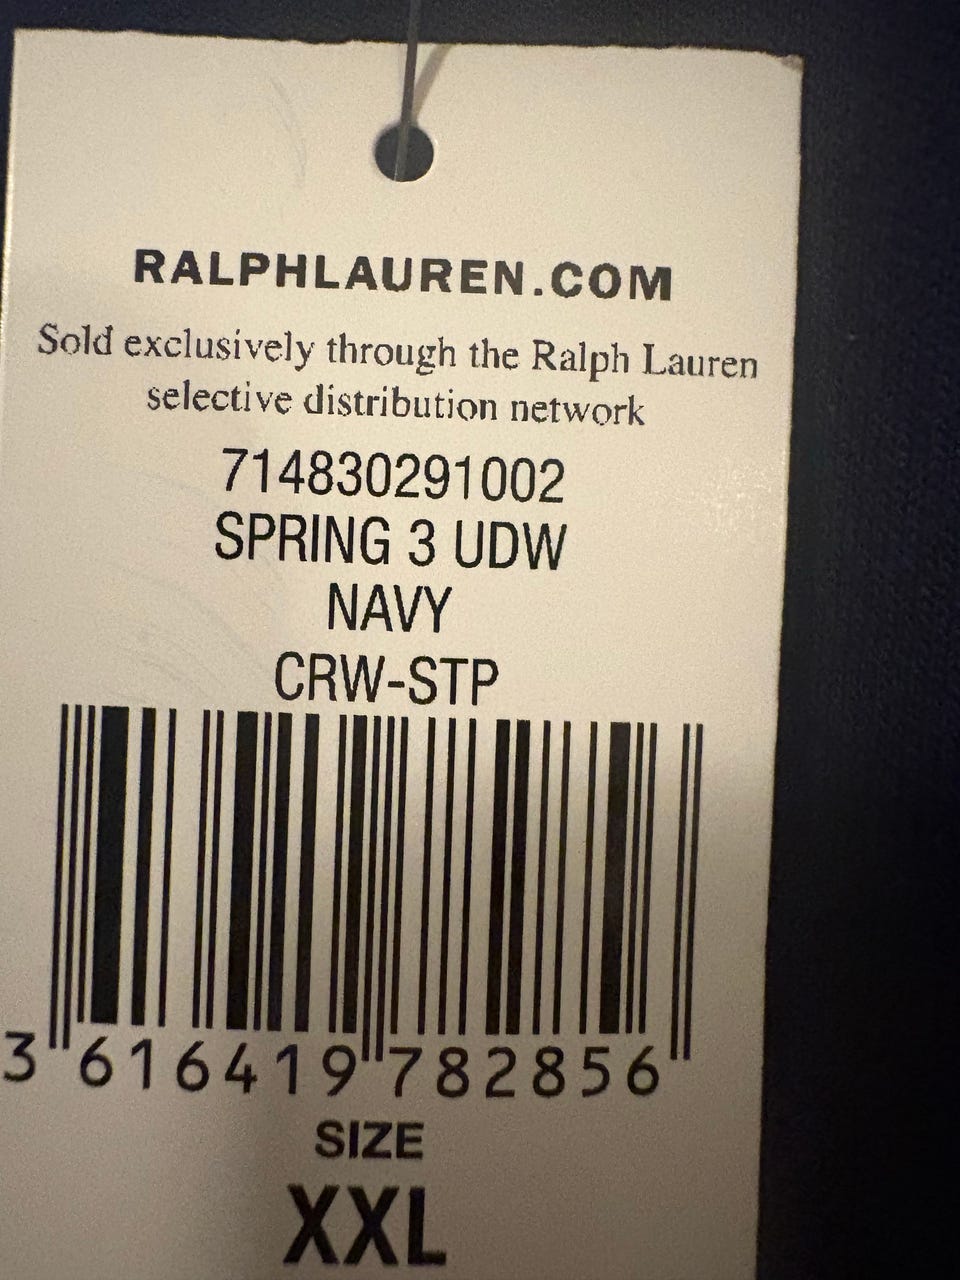 RALPHLAUREN.COM
Sold exclusively through the Ralph Lauren
selective distribution network
714830291002
SPRING 3 UDW
NAVY
CRW-STP
3 616419 782856
SIZE
XXL